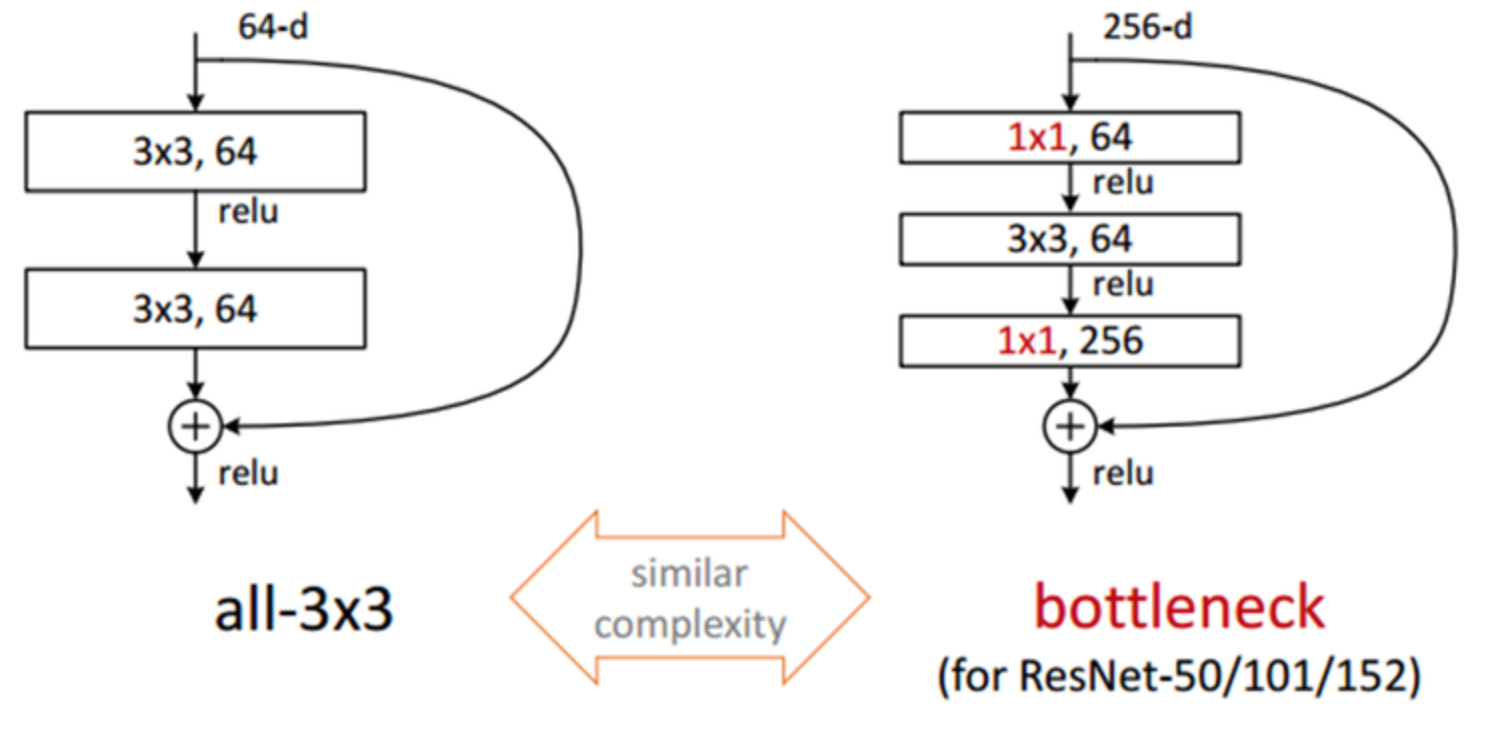 64-d
3x3, 64
relu
3x3, 64
relu
all-3x3
similar
complexity
256-d
1x1, 64
relu
3x3, 64
relu
1x1, 256
relu
bottleneck
(for ResNet-50/101/152)